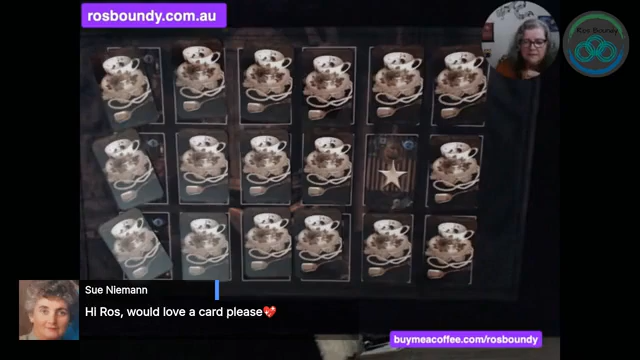 rosboundy.com.au
Ros Boundy
Sue Niemann
HI Ros, would love a card please💖
buymeacoffee.com/rosboundy